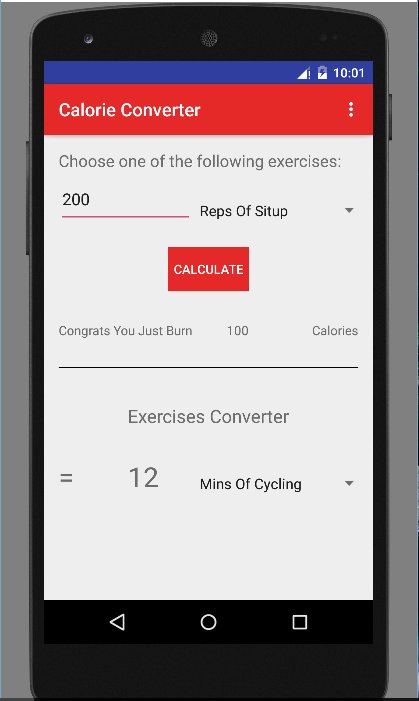 10:01
Calorie Converter
Choose one of the following exercises:
200 Reps Of Situp
CALCULATE
Congrats You Just Burn 100 Calories
Exercises Converter
= 12 Mins Of Cycling